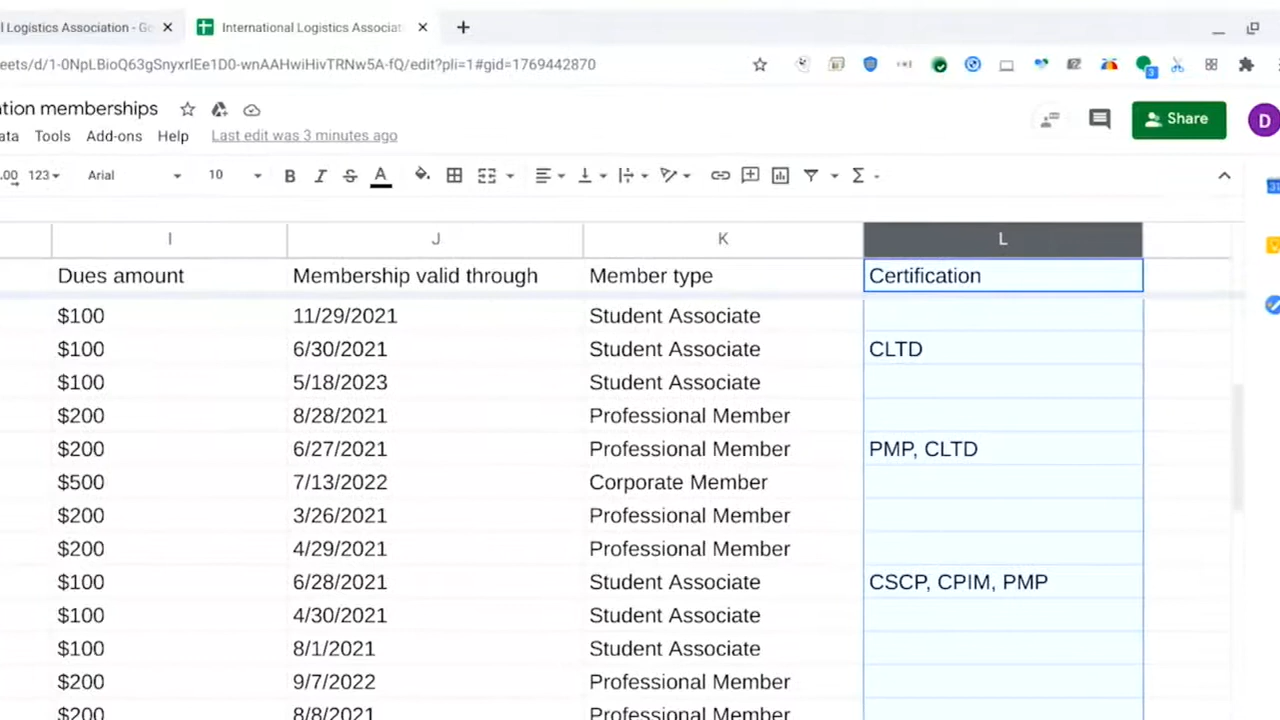 l Logistics Association - Go
International Logistics Associat
eets/d/1-0NpLBioQ63gSnyxrlEe1D0-wnAAHwiHivTRNw5A-fQ/edit?pli=1#gid=1769442870
3
tion memberships
ata Tools Add-ons Help Last edit was 3 minutes ago
Share
D
.00 123 Arial 10 B I S A Σ
31
I J K L
Dues amount Membership valid through Member type Certification
$100 11/29/2021 Student Associate
$100 6/30/2021 Student Associate CLTD
$100 5/18/2023 Student Associate
$200 8/28/2021 Professional Member
$200 6/27/2021 Professional Member PMP, CLTD
$500 7/13/2022 Corporate Member
$200 3/26/2021 Professional Member
$200 4/29/2021 Professional Member
$100 6/28/2021 Student Associate CSCP, CPIM, PMP
$100 4/30/2021 Student Associate
$100 8/1/2021 Student Associate
$200 9/7/2022 Professional Member
$200 8/8/2021 Professional Member